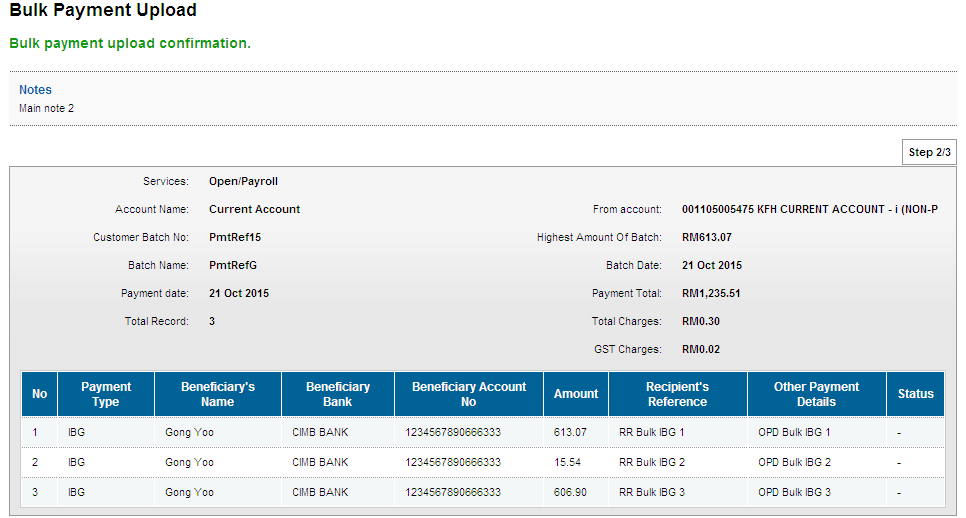 Bulk Payment Upload
Bulk payment upload confirmation.
Notes
Main note 2
Step 2/3
Services: Open/Payroll
Account Name: Current Account From account: 001105005475 KFH CURRENT ACCOUNT - i (NON-P
Customer Batch No: PmtRef15 Highest Amount Of Batch: RM613.07
Batch Name: PmtRefG Batch Date: 21 Oct 2015
Payment date: 21 Oct 2015 Payment Total: RM1,235.51
Total Record: 3 Total Charges: RM0.30
GST Charges: RM0.02
No Payment Type Beneficiary's Name Beneficiary Bank Beneficiary Account No Amount Recipient's Reference Other Payment Details Status
1 IBG Gong Yoo CIMB BANK 1234567890666333 613.07 RR Bulk IBG 1 OPD Bulk IBG 1 -
2 IBG Gong Yoo CIMB BANK 1234567890666333 15.54 RR Bulk IBG 2 OPD Bulk IBG 2 -
3 IBG Gong Yoo CIMB BANK 1234567890666333 606.90 RR Bulk IBG 3 OPD Bulk IBG 3 -